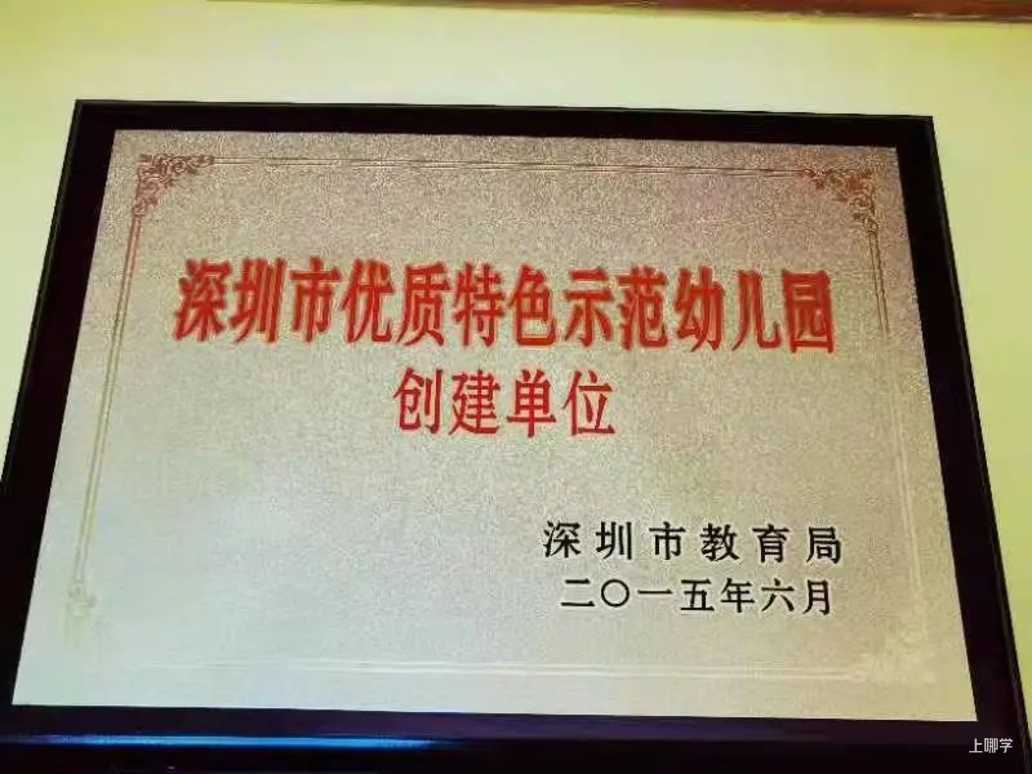 深圳市优质特色示范幼儿园
创建单位
深圳市教育局
二〇一五年六月
上哪学